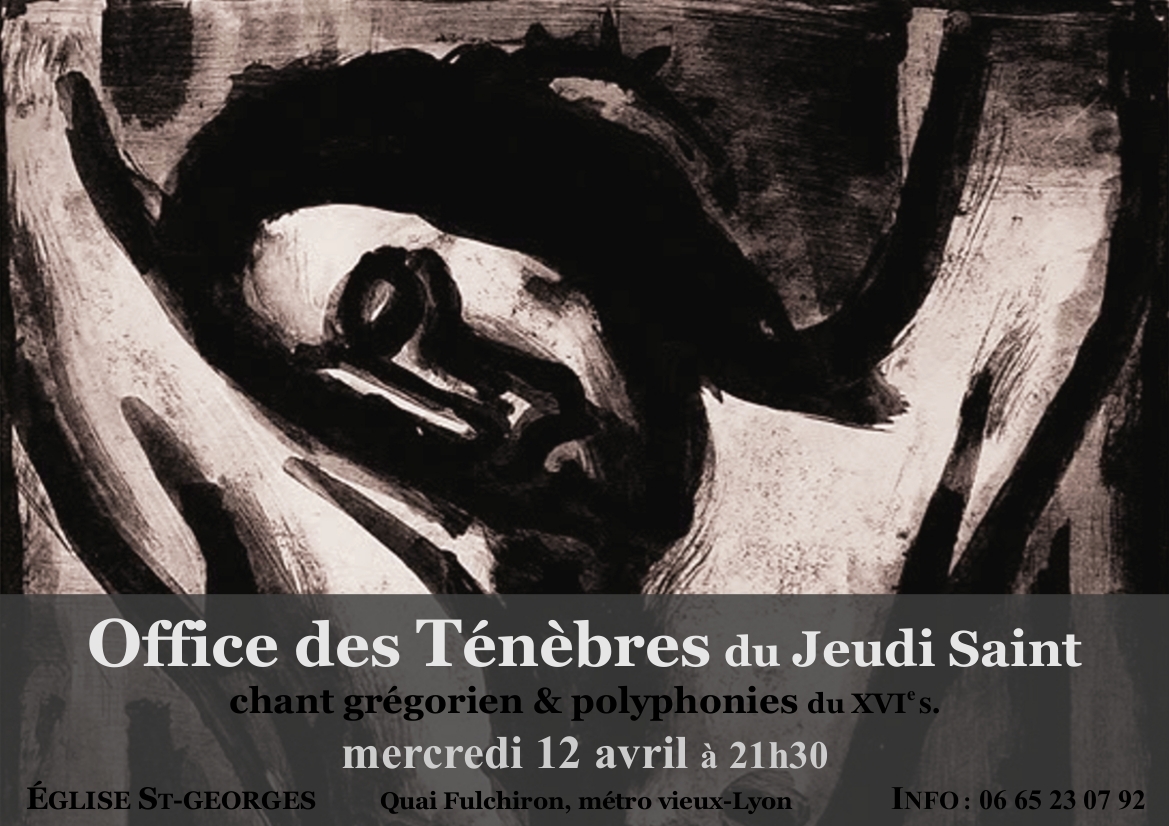 Office des Ténèbres du Jeudi Saint
chant grégorien & polyphonies du XVIe s.
mercredi 12 avril à 21h30
ÉGLISE ST-GEORGES Quai Fulchiron, métro vieux-Lyon INFO : 06 65 23 07 92